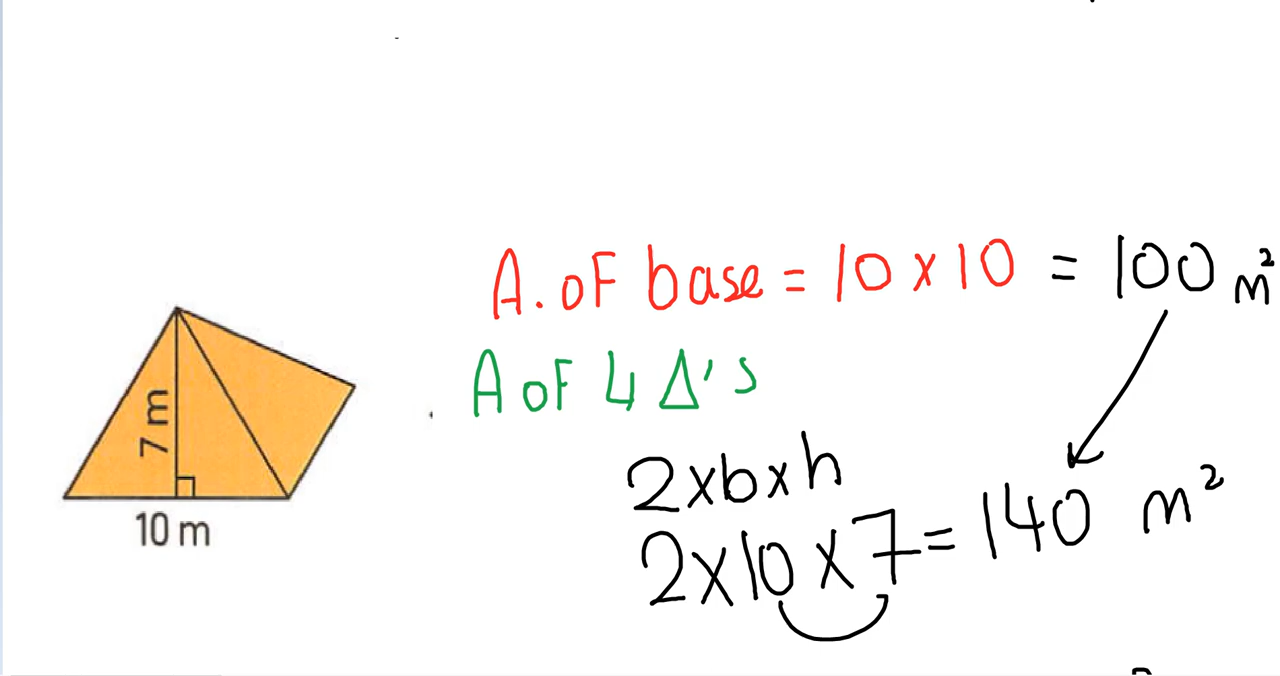 A. oF base = 10 x 10 = 100 m²
A oF 4 Δ's
7 m
2xbxh
2x10x7=140 m²
10 m